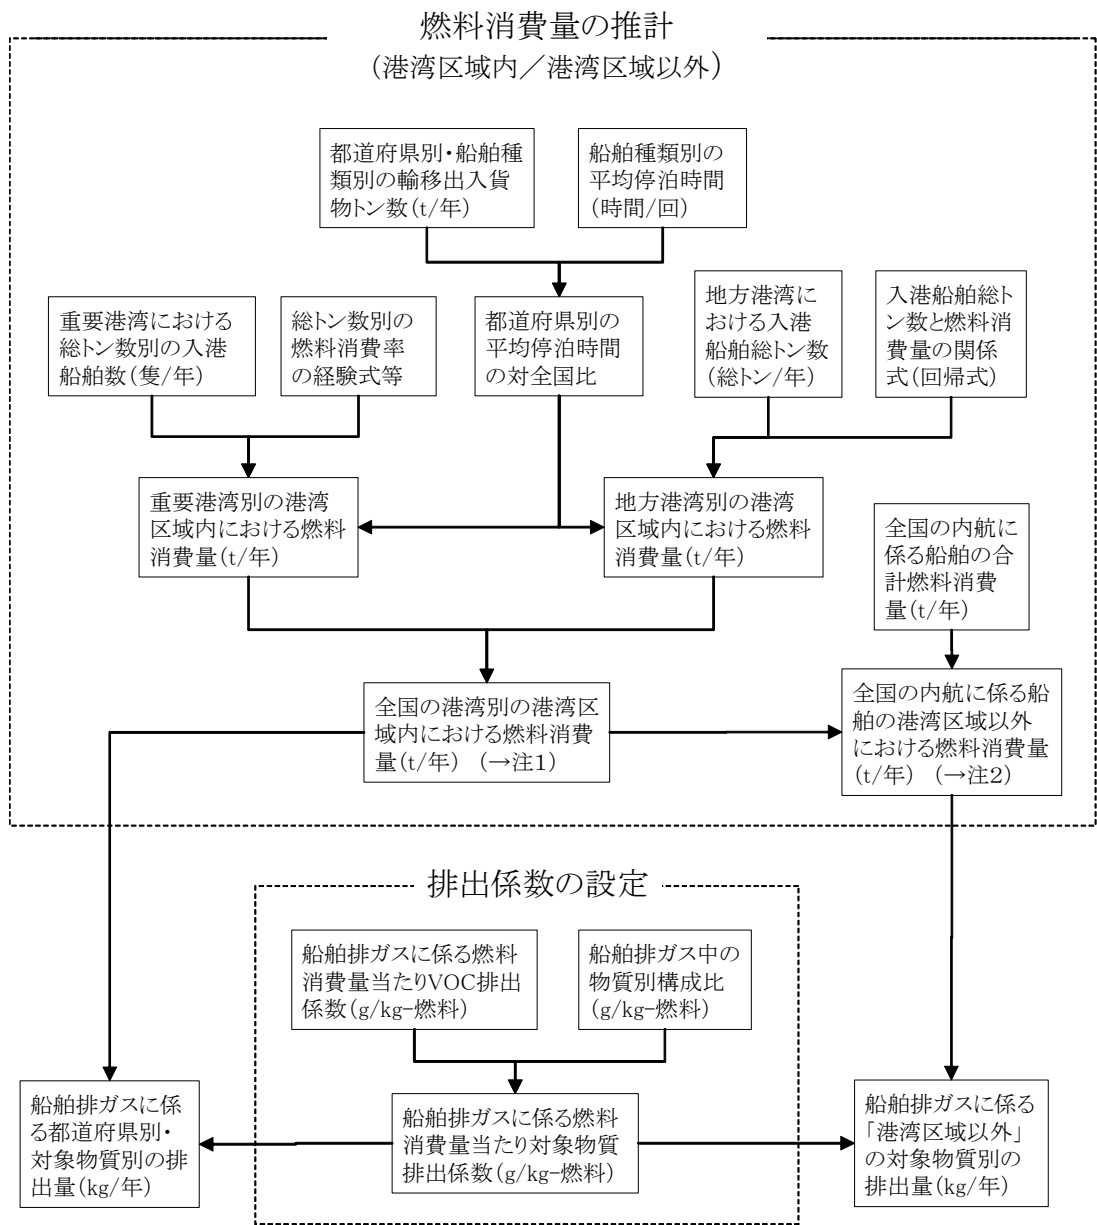 燃料消費量の推計
(港湾区域内／港湾区域以外)
都道府県別・船舶種
類別の輸移出入貨
物トン数(t/年)
船舶種類別の
平均停泊時間
(時間/回)
重要港湾における
総トン数別の入港
船舶数(隻/年)
総トン数別の
燃料消費率
の経験式等
都道府県別の
平均停泊時間
の対全国比
地方港湾に
おける入港
船舶総トン数
(総トン/年)
入港船舶総ト
ン数と燃料消
費量の関係
式(回帰式)
重要港湾別の港湾
区域内における燃料
消費量(t/年)
地方港湾別の港湾
区域内における燃料
消費量(t/年)
全国の内航に
係る船舶の合
計燃料消費
量(t/年)
全国の港湾別の港湾区
域内における燃料消費
量(t/年) (→注1)
全国の内航に係る船
舶の港湾区域以外
における燃料消費量
(t/年) (→注2)
排出係数の設定
船舶排ガスに係る燃料
消費量当たりVOC排出
係数(g/kg-燃料)
船舶排ガス中の
物質別構成比
(g/kg-燃料)
船舶排ガスに係
る都道府県別・
対象物質別の排
出量(kg/年)
船舶排ガスに係る燃料
消費量当たり対象物質
排出係数(g/kg-燃料)
船舶排ガスに係る
「港湾区域以外」
の対象物質別の
排出量(kg/年)